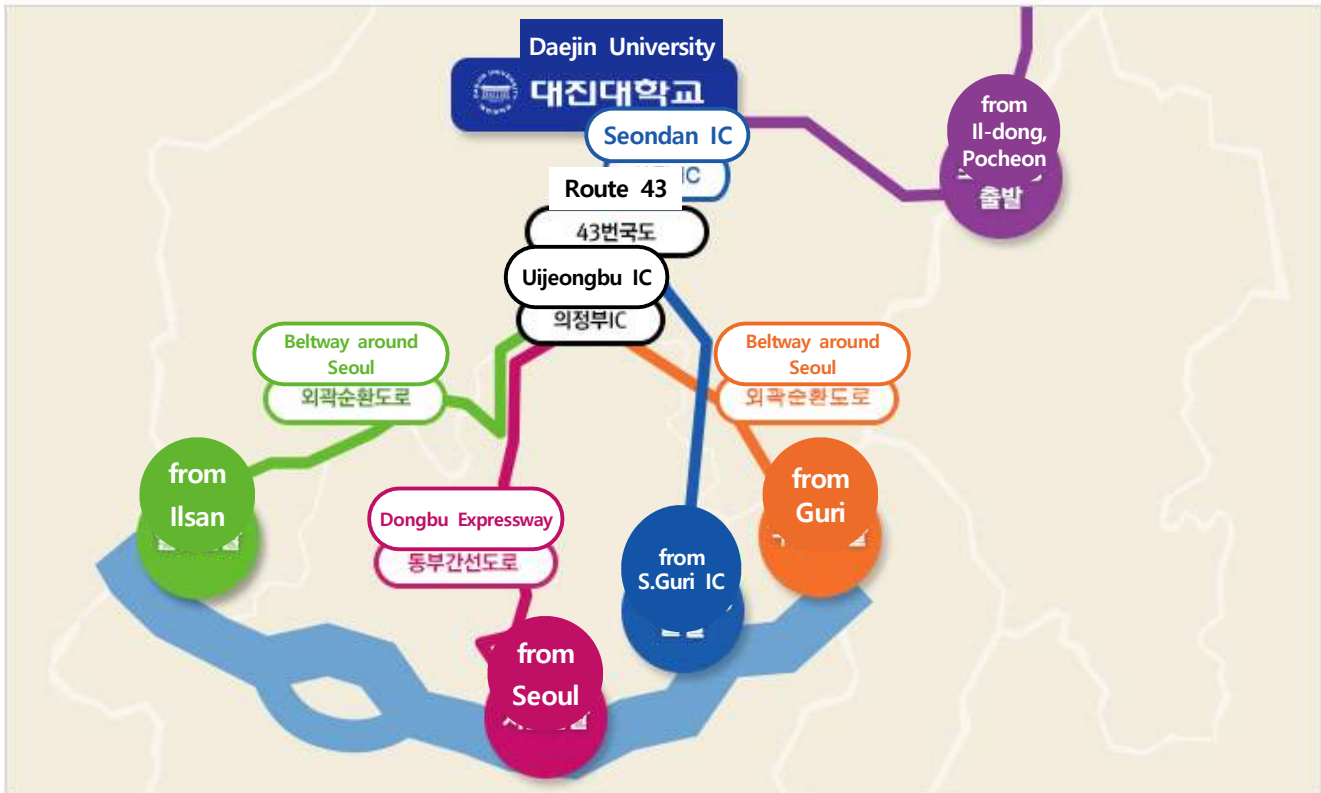 Daejin University
대진대학교
Seondan IC
IC
from
Il-dong,
Pocheon
출발
Route 43
43번국도
Uijeongbu IC
의정부IC
Beltway around
Seoul
외곽순환도로
Beltway around
Seoul
외곽순환도로
from
Ilsan
from
Guri
Dongbu Expressway
동부간선도로
from
S.Guri IC
from
Seoul